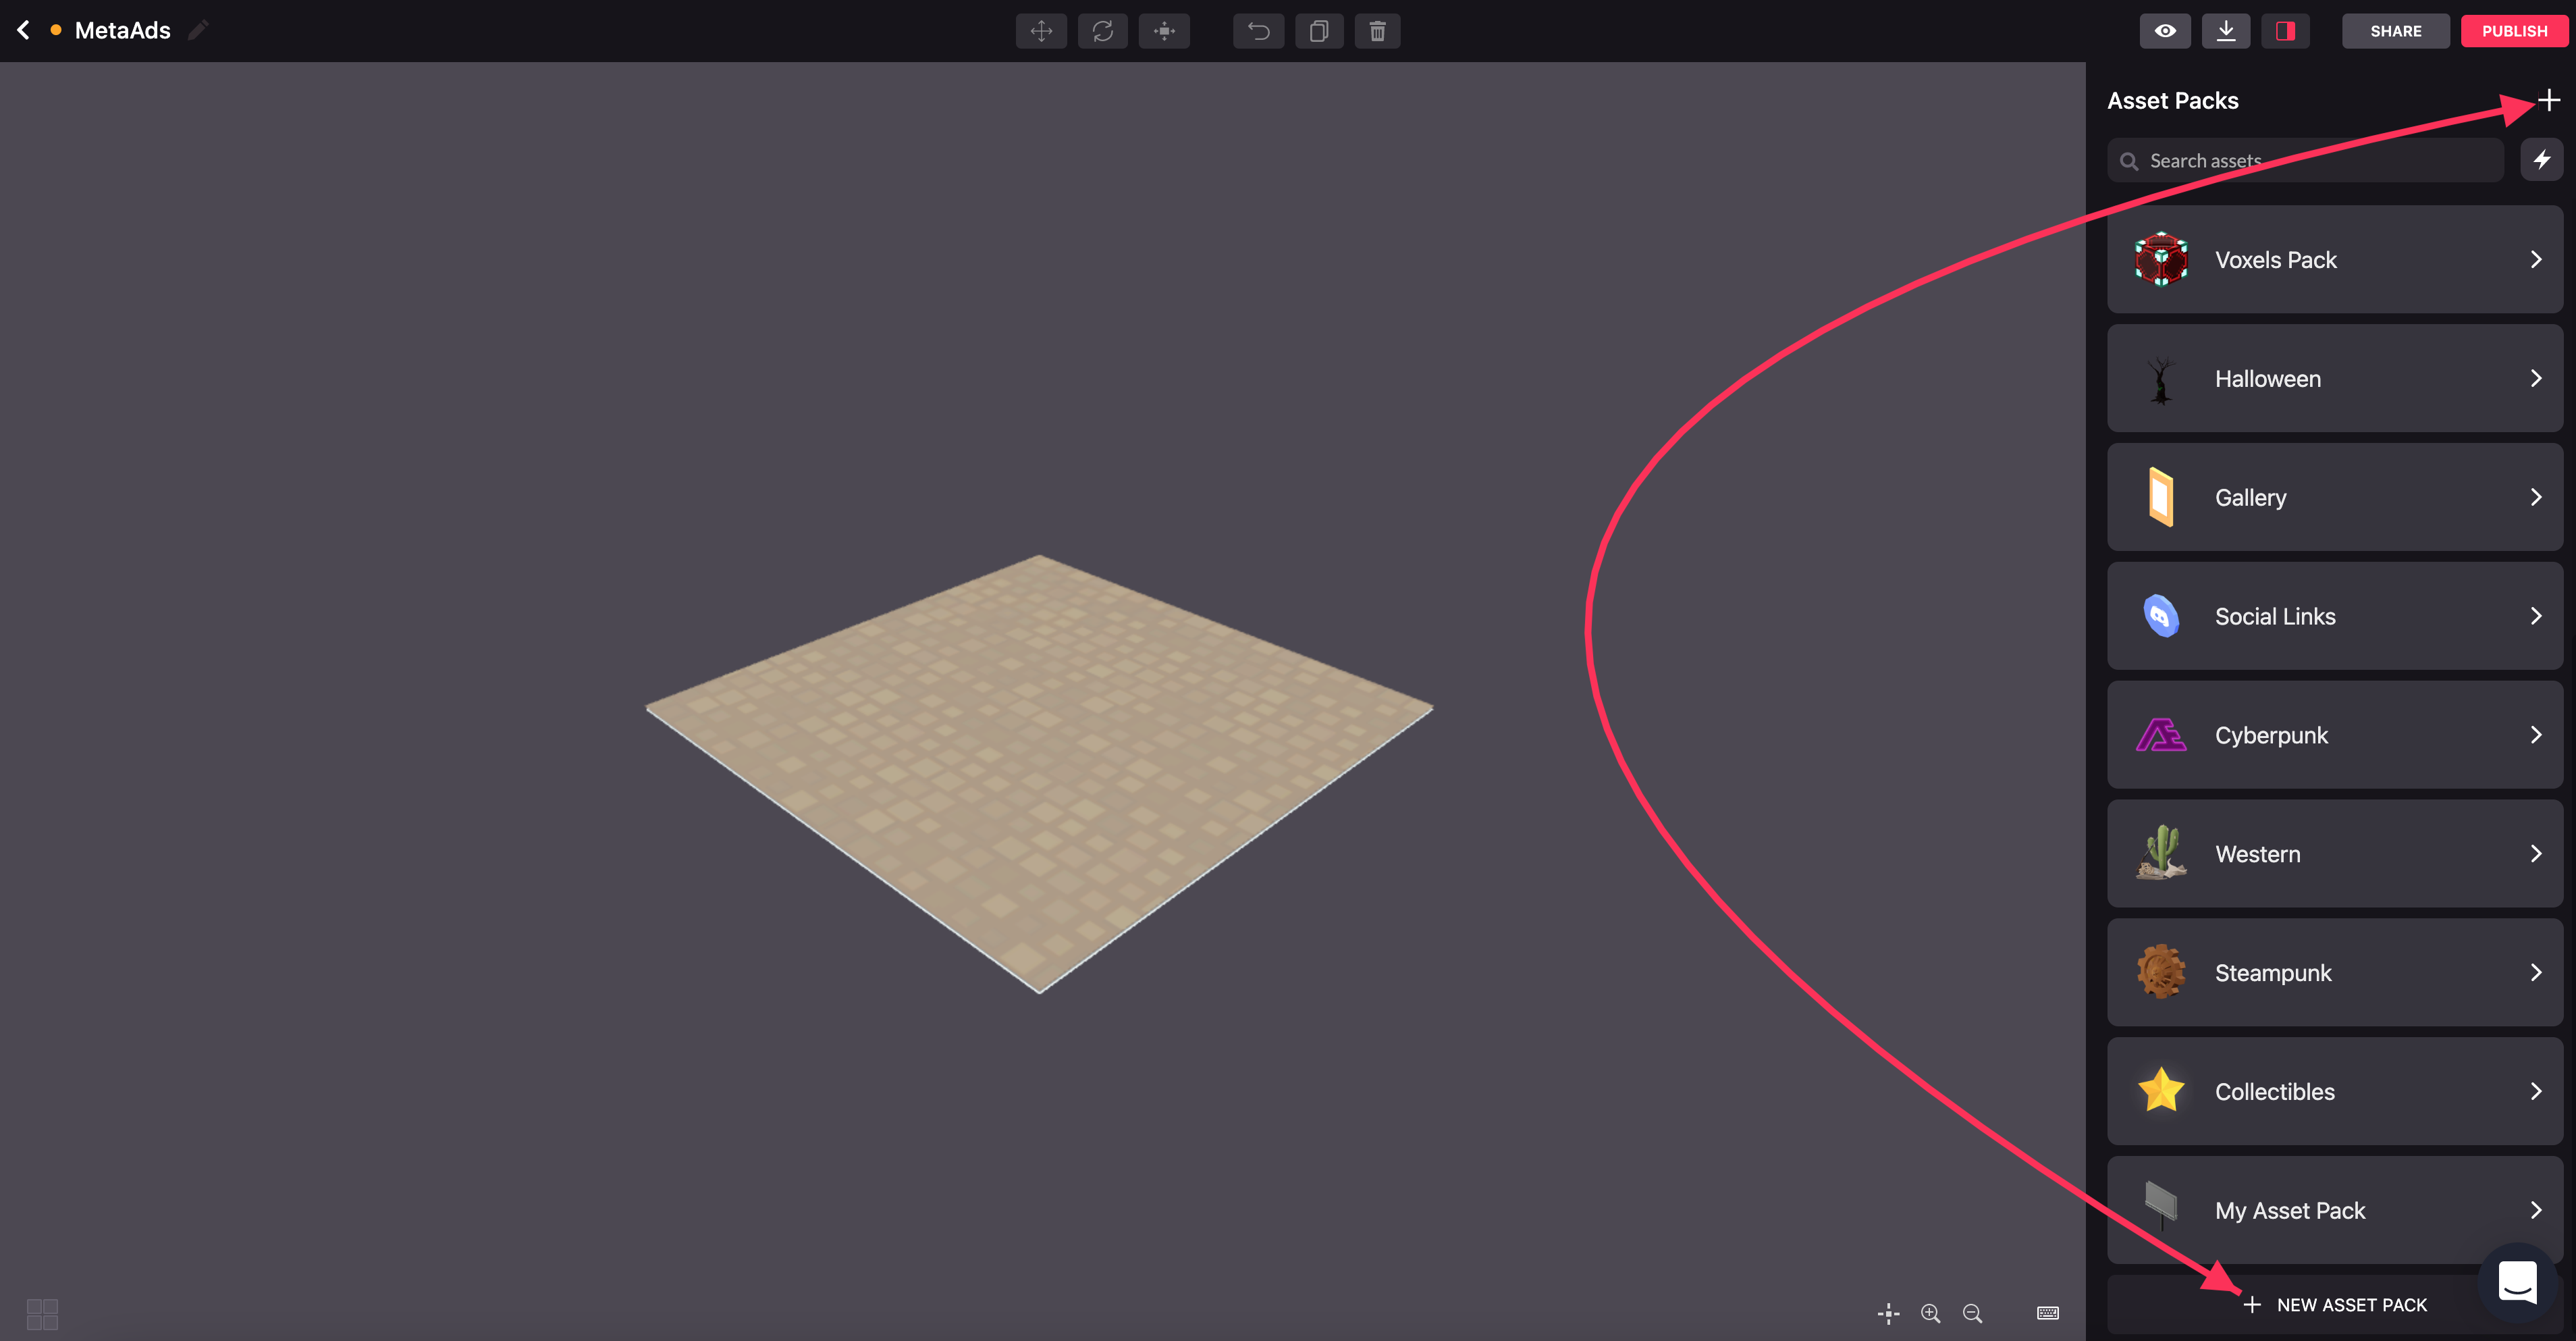 MetaAds
SHARE
PUBLISH
Asset Packs
Search assets
Voxels Pack
Halloween
Gallery
Social Links
Cyberpunk
Western
Steampunk
Collectibles
My Asset Pack
NEW ASSET PACK